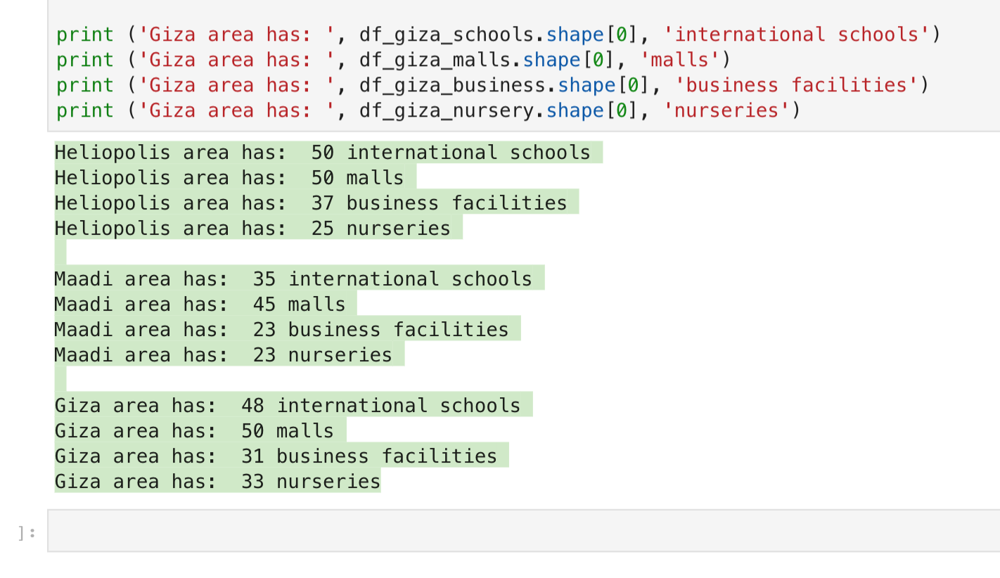 print ('Giza area has: ', df_giza_schools.shape[0], 'international schools')
print ('Giza area has: ', df_giza_malls.shape[0], 'malls')
print ('Giza area has: ', df_giza_business.shape[0], 'business facilities')
print ('Giza area has: ', df_giza_nursery.shape[0], 'nurseries')
Heliopolis area has:  50 international schools
Heliopolis area has:  50 malls
Heliopolis area has:  37 business facilities
Heliopolis area has:  25 nurseries
Maadi area has:  35 international schools
Maadi area has:  45 malls
Maadi area has:  23 business facilities
Maadi area has:  23 nurseries
Giza area has:  48 international schools
Giza area has:  50 malls
Giza area has:  31 business facilities
Giza area has:  33 nurseries
]: